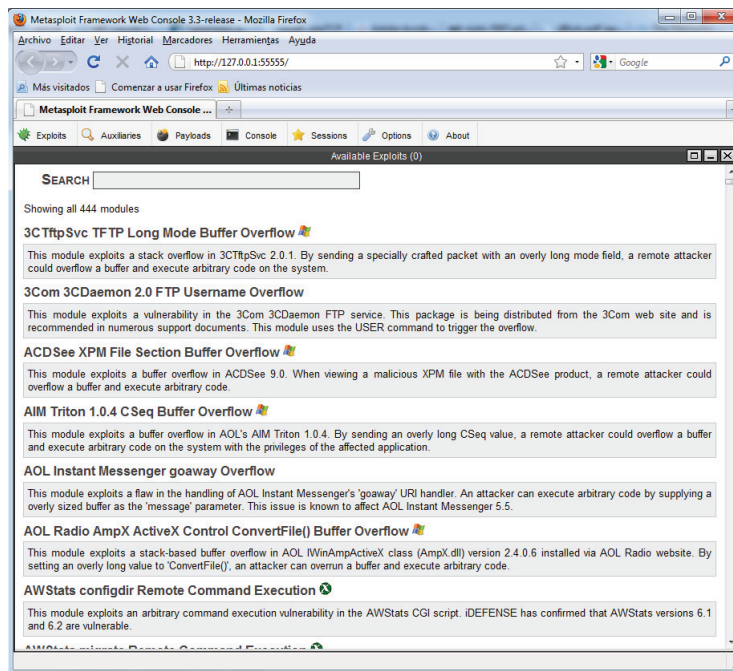 Metasploit Framework Web Console 3.3-release - Mozilla Firefox
Archivo Editar Ver Historial Marcadores Herramientas Ayuda
http://127.0.0.1:55555/
Google
Más visitados Comenzar a usar Firefox Últimas noticias
Metasploit Framework Web Console ...
Exploits Auxiliaries Payloads Console Sessions Options About
Available Exploits (0)
SEARCH
Showing all 444 modules
3CTftpSvc TFTP Long Mode Buffer Overflow
This module exploits a stack overflow in 3CTftpSvc 2.0.1. By sending a specially crafted packet with an overly long mode field, a remote attacker
could overflow a buffer and execute arbitrary code on the system.
3Com 3CDaemon 2.0 FTP Username Overflow
This module exploits a vulnerability in the 3Com 3CDaemon FTP service. This package is being distributed from the 3Com web site and is
recommended in numerous support documents. This module uses the USER command to trigger the overflow.
ACDSee XPM File Section Buffer Overflow
This module exploits a buffer overflow in ACDSee 9.0. When viewing a malicious XPM file with the ACDSee product, a remote attacker could
overflow a buffer and execute arbitrary code.
AIM Triton 1.0.4 CSeq Buffer Overflow
This module exploits a buffer overflow in AOL's AIM Triton 1.0.4. By sending an overly long CSeq value, a remote attacker could overflow a buffer
and execute arbitrary code on the system with the privileges of the affected application.
AOL Instant Messenger goaway Overflow
This module exploits a flaw in the handling of AOL Instant Messenger's 'goaway' URI handler. An attacker can execute arbitrary code by supplying a
overly sized buffer as the 'message' parameter. This issue is known to affect AOL Instant Messenger 5.5.
AOL Radio AmpX ActiveX Control ConvertFile() Buffer Overflow
This module exploits a stack-based buffer overflow in AOL IWinAmpActiveX class (AmpX.dll) version 2.4.0.6 installed via AOL Radio website. By
setting an overly long value to 'ConvertFile()', an attacker can overrun a buffer and execute arbitrary code.
AWStats configdir Remote Command Execution
This module exploits an arbitrary command execution vulnerability in the AWStats CGI script. iDEFENSE has confirmed that AWStats versions 6.1
and 6.2 are vulnerable.
AWStats migrate Remote Command Execution